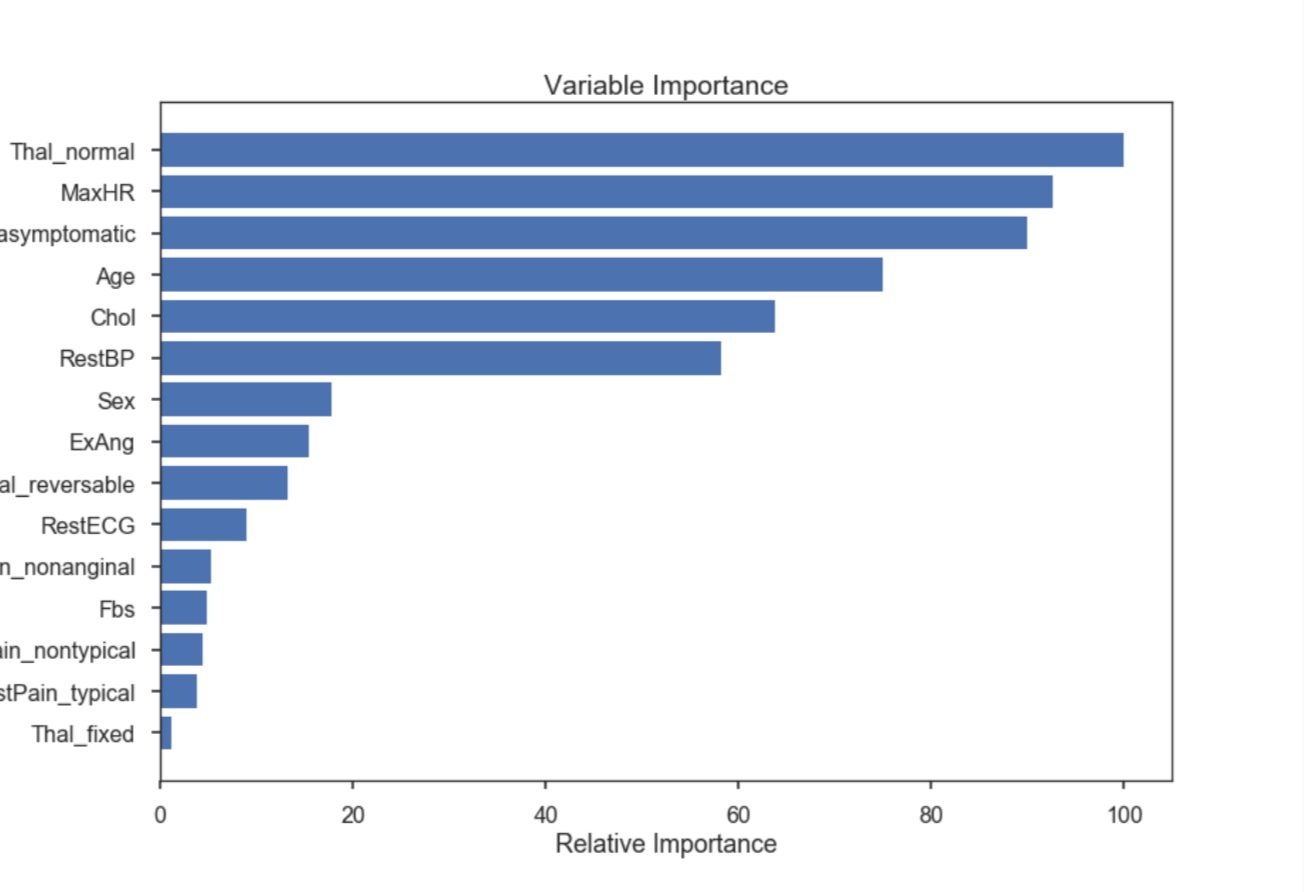 Variable Importance
Thal_normal
MaxHR
asymptomatic
Age
Chol
RestBP
Sex
ExAng
al_reversable
RestECG
n_nonanginal
Fbs
ain_nontypical
stPain_typical
Thal_fixed
0 20 40 60 80 100
Relative Importance